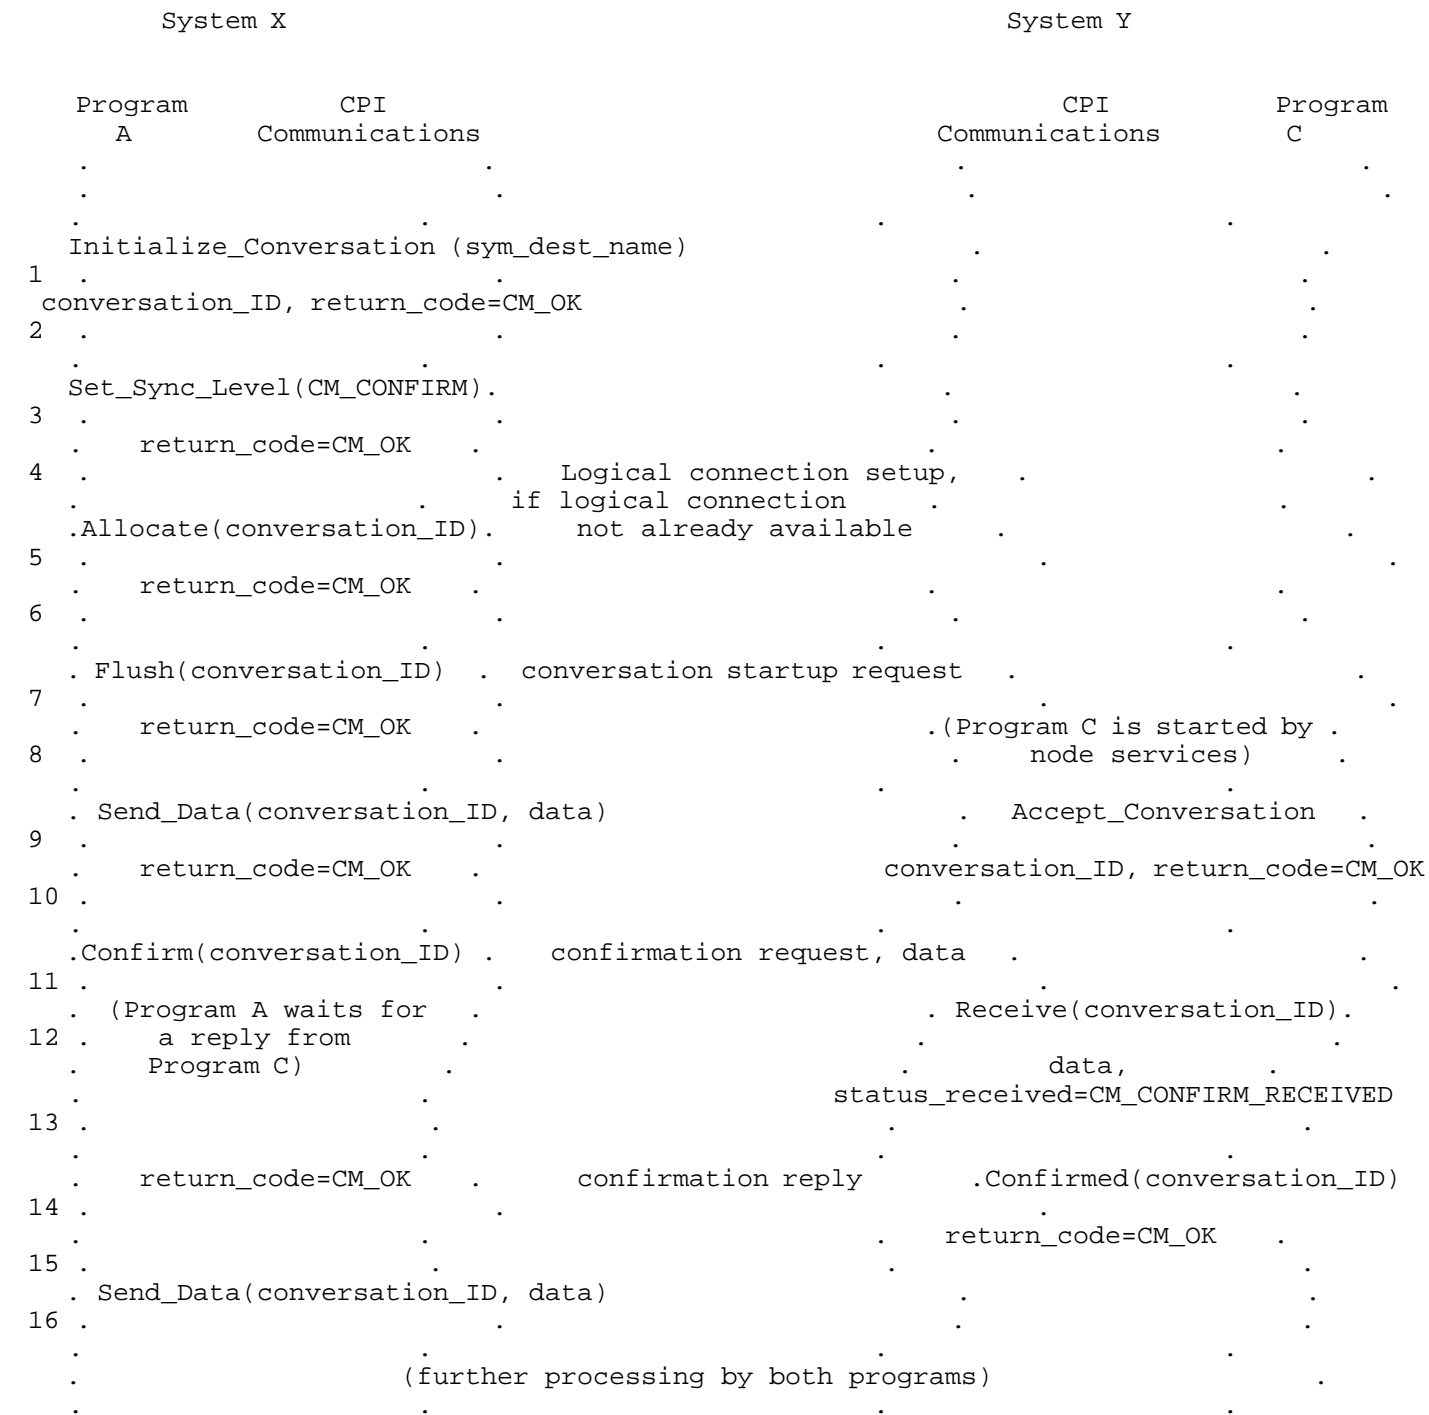 System X System Y
Program CPI CPI Program
A Communications Communications C
. . . .
. . . .
. . . .
Initialize_Conversation (sym_dest_name) . .
1 . . . .
conversation_ID, return_code=CM_OK . .
2 . . . .
. . . .
Set_Sync_Level(CM_CONFIRM). . .
3 . . . .
. return_code=CM_OK . . .
4 . . Logical connection setup, . .
. . if logical connection . .
.Allocate(conversation_ID). not already available . .
5 . . . .
. return_code=CM_OK . . .
6 . . . .
. . . .
. Flush(conversation_ID) . conversation startup request . .
7 . . . .
. return_code=CM_OK . .(Program C is started by .
8 . . . node services) .
. . . .
. Send_Data(conversation_ID, data) . Accept_Conversation .
9 . . . .
. return_code=CM_OK . conversation_ID, return_code=CM_OK
10 . . . .
. . . .
.Confirm(conversation_ID) . confirmation request, data . .
11 . . . .
. (Program A waits for . . Receive(conversation_ID).
12 . a reply from . . .
. Program C) . . data, .
. . status_received=CM_CONFIRM_RECEIVED
13 . . . .
. . . .
. return_code=CM_OK . confirmation reply .Confirmed(conversation_ID)
14 . . .
. . . return_code=CM_OK .
15 . . . .
. Send_Data(conversation_ID, data) . .
16 . . . .
. . . .
. (further processing by both programs) .
. . . .